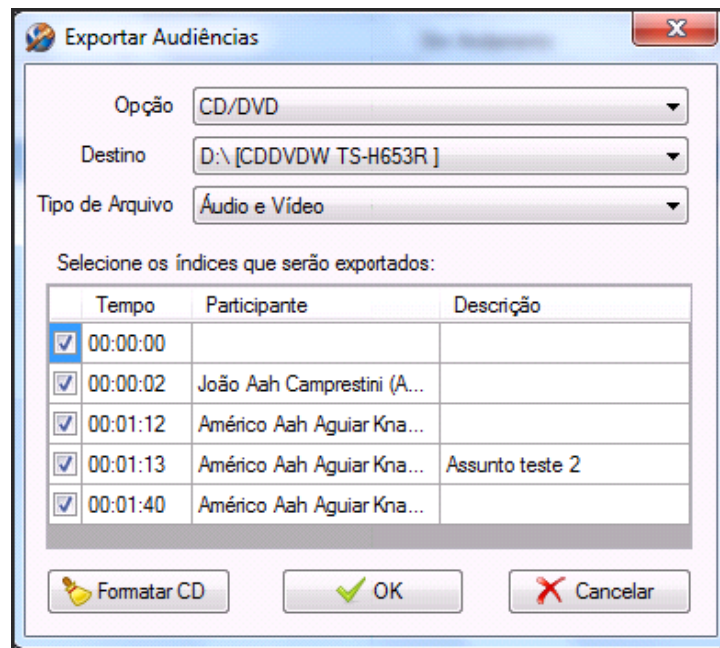 Exportar Audiências
Opção CD/DVD
Destino D:\ [CDDVDW TS-H653R ]
Tipo de Arquivo Áudio e Vídeo
Selecione os índices que serão exportados:
Tempo Participante Descrição
00:00:00
00:00:02 João Aah Camprestini (A...
00:01:12 Américo Aah Aguiar Kna...
00:01:13 Américo Aah Aguiar Kna... Assunto teste 2
00:01:40 Américo Aah Aguiar Kna...
Formatar CD OK Cancelar